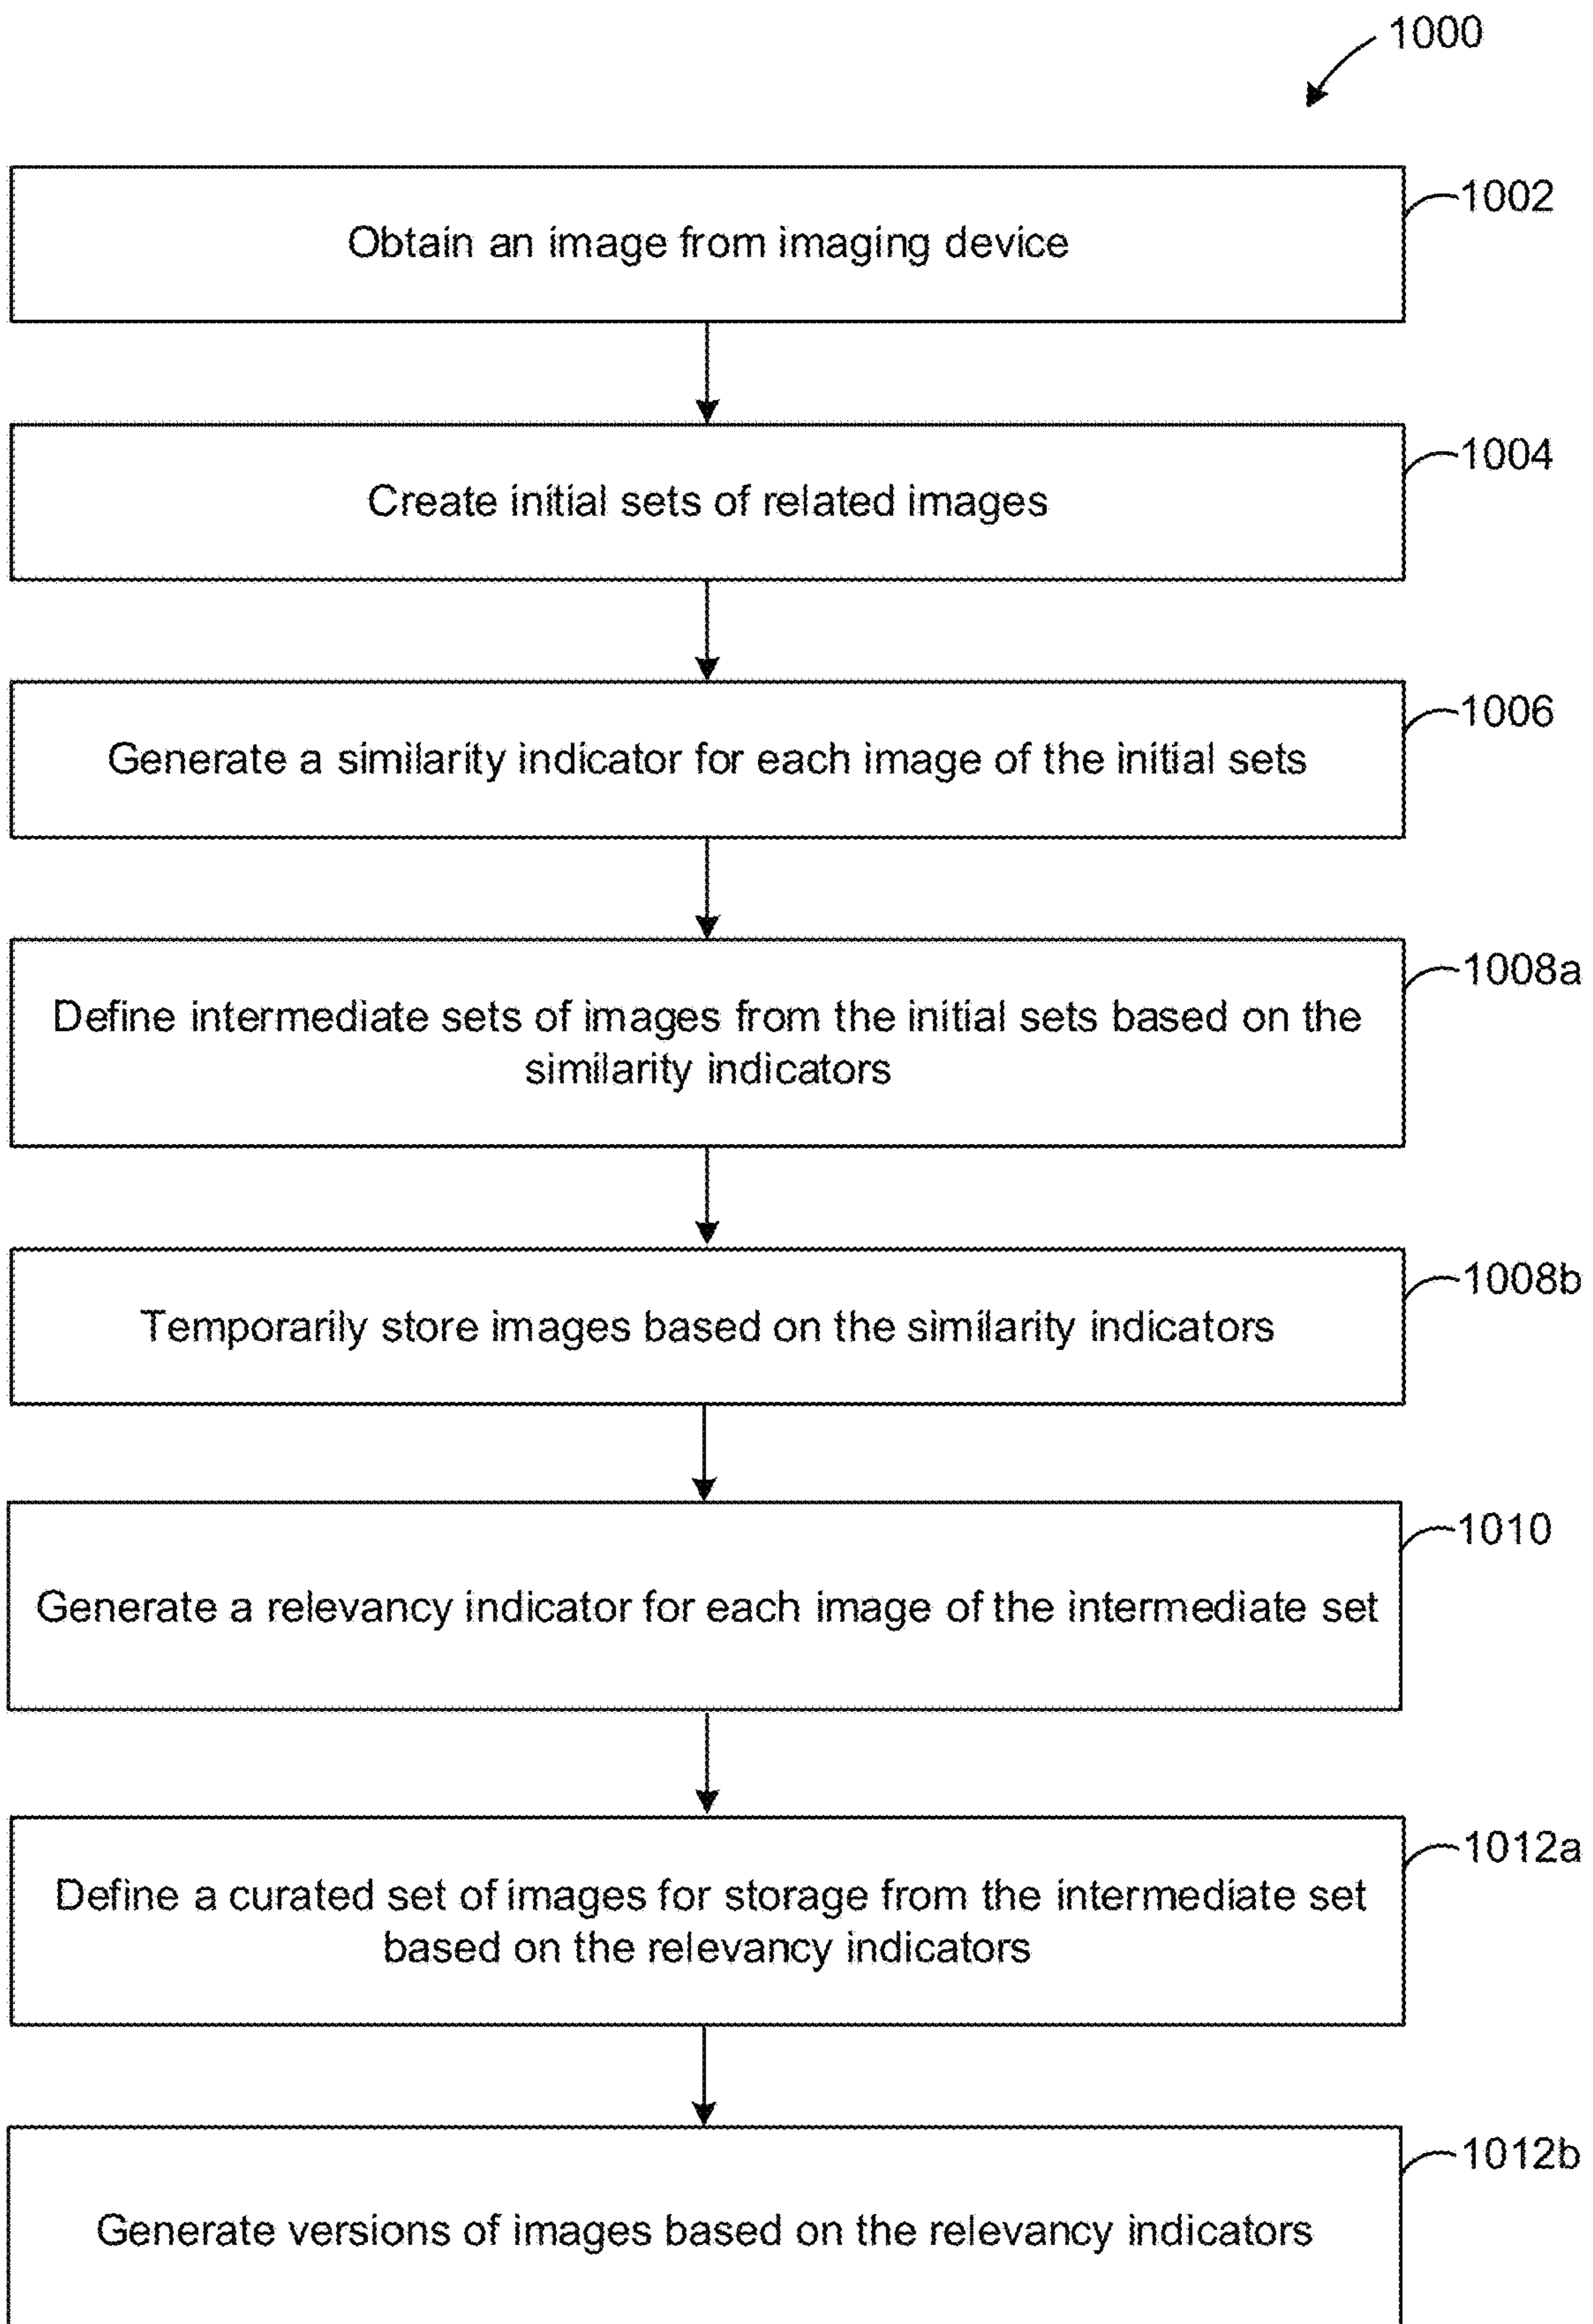 1000
1002
Obtain an image from imaging device
1004
Create initial sets of related images
1006
Generate a similarity indicator for each image of the initial sets
1008a
Define intermediate sets of images from the initial sets based on the
similarity indicators
1008b
Temporarily store images based on the similarity indicators
1010
Generate a relevancy indicator for each image of the intermediate set
1012a
Define a curated set of images for storage from the intermediate set
based on the relevancy indicators
1012b
Generate versions of images based on the relevancy indicators